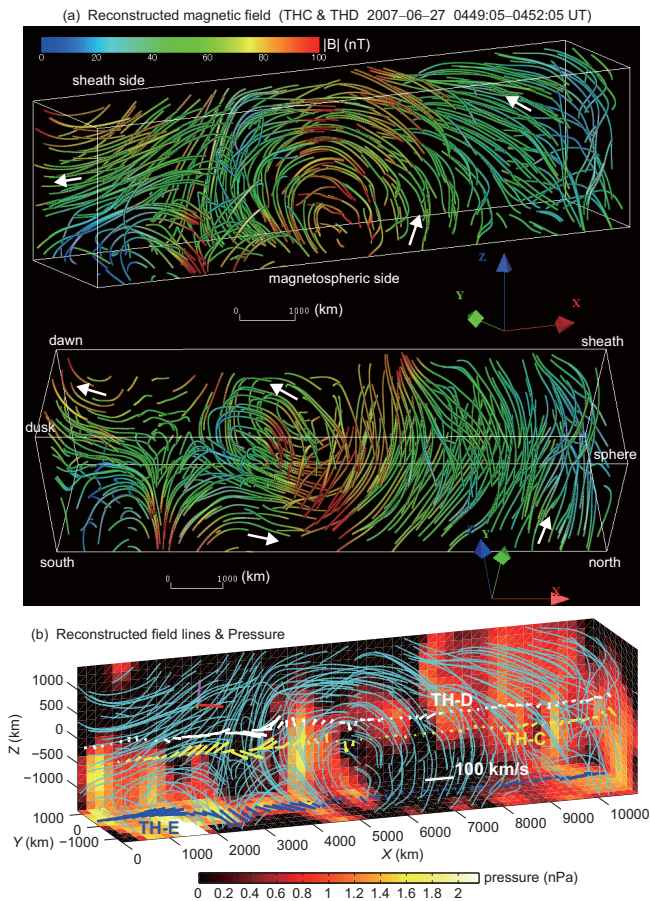 (a) Reconstructed magnetic field (THC & THD 2007–06–27 0449:05–0452:05 UT)
|B| (nT)
0 20 40 60 80 100
sheath side
magnetospheric side
0 1000 (km)
Z
Y
X
dawn
sheath
dusk
sphere
south
north
0 1000 (km)
Z
Y
X
(b) Reconstructed field lines & Pressure
1000
500
0
−500
−1000
Z (km)
TH-D
TH-C
100 km/s
TH-E
1000
0
−1000
Y (km)
0 1000 2000 3000 4000 5000 6000 7000 8000 9000 10000
X (km)
pressure (nPa)
0 0.2 0.4 0.6 0.8 1 1.2 1.4 1.6 1.8 2